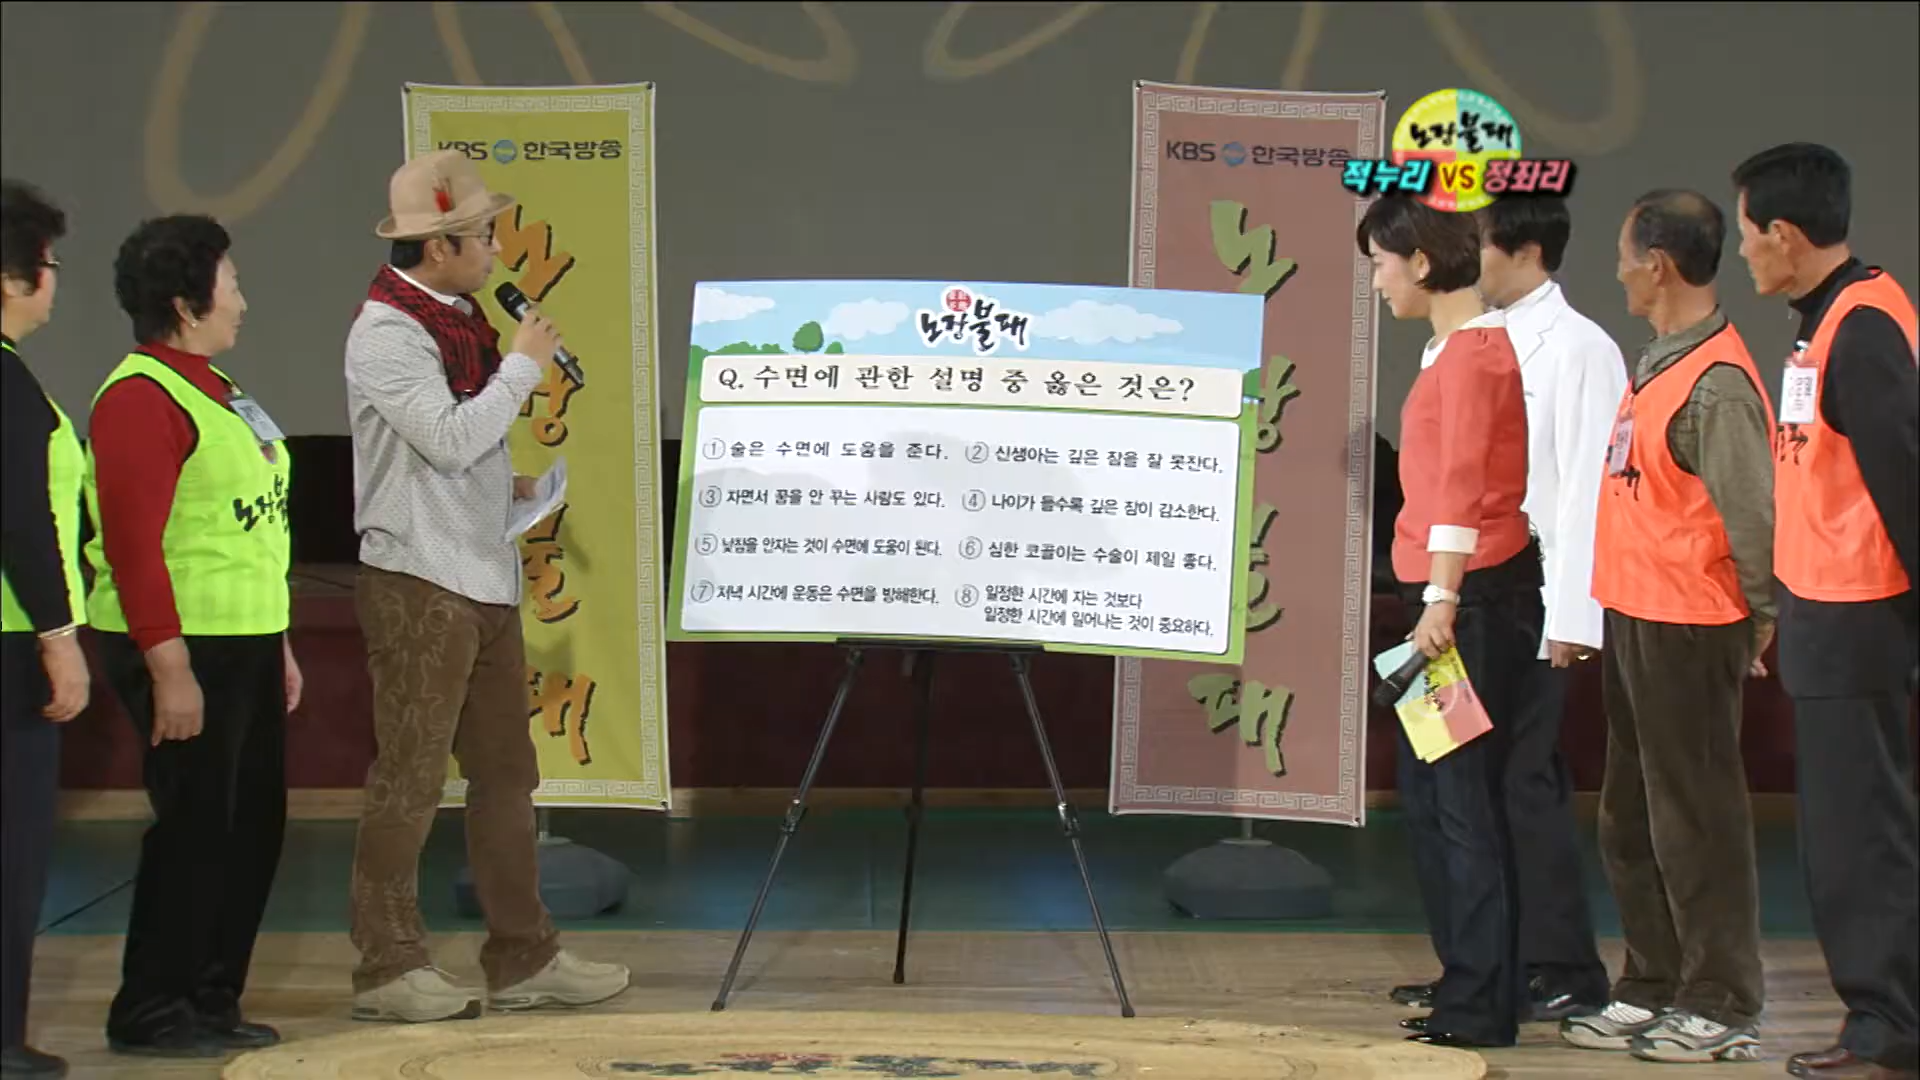 KBS 한국방송
노장불패
KBS 한국방송
노장불패
노장불패
적누리 VS 정좌리
노장불패
Q. 수면에 관한 설명 중 옳은 것은?
① 술은 수면에 도움을 준다.
② 신생아는 깊은 잠을 잘 못잔다.
③ 자면서 꿈을 안 꾸는 사람도 있다.
④ 나이가 들수록 깊은 잠이 감소한다.
⑤ 낮잠을 안자는 것이 수면에 도움이 된다.
⑥ 심한 코골이는 수술이 제일 좋다.
⑦ 저녁 시간에 운동은 수면을 방해한다.
⑧ 일정한 시간에 자는 것보다
일정한 시간에 일어나는 것이 중요하다.